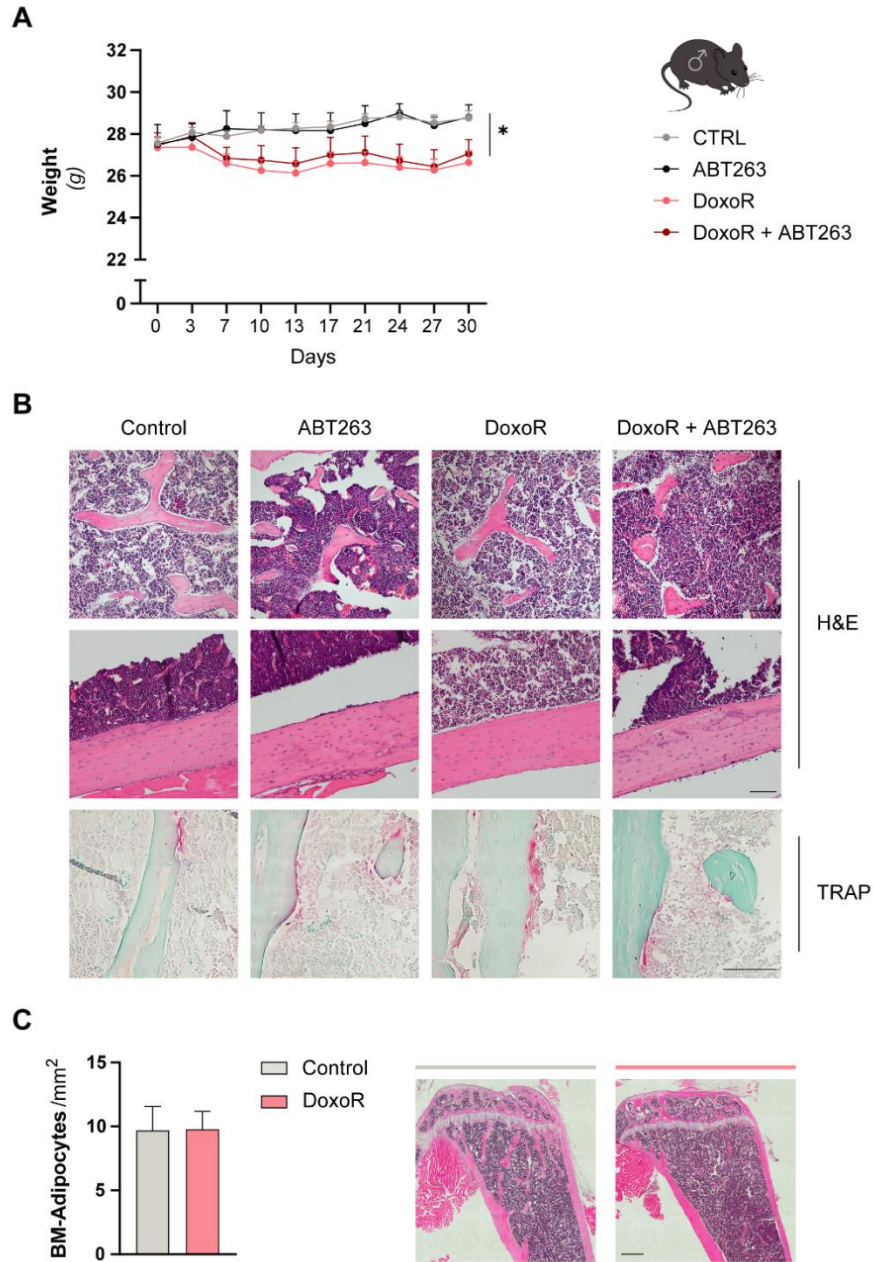 A
32
30
28
26
24
22
0
Weight
(g)
0 3 7 10 13 17 21 24 27 30
Days
*
♂
CTRL
ABT263
DoxoR
DoxoR + ABT263
B
Control ABT263 DoxoR DoxoR + ABT263
H&E
TRAP
C
15
10
5
0
BM-Adipocytes /mm²
Control
DoxoR